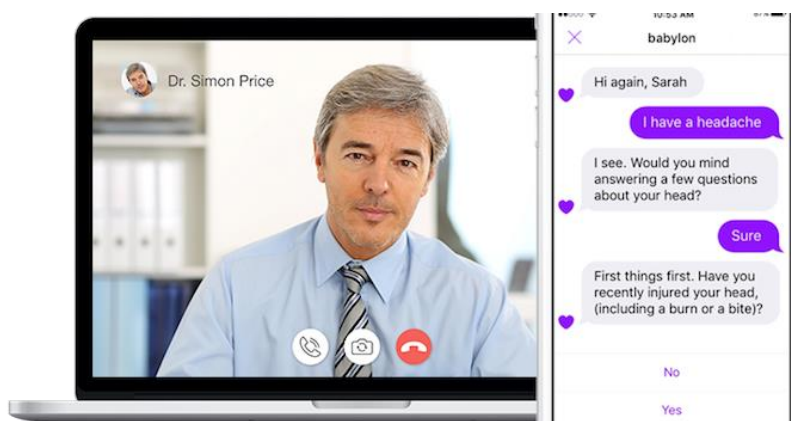 Dr. Simon Price
10:53 AM
babylon
Hi again, Sarah
I have a headache
I see. Would you mind
answering a few questions
about your head?
Sure
First things first. Have you
recently injured your head,
(including a burn or a bite)?
No
Yes